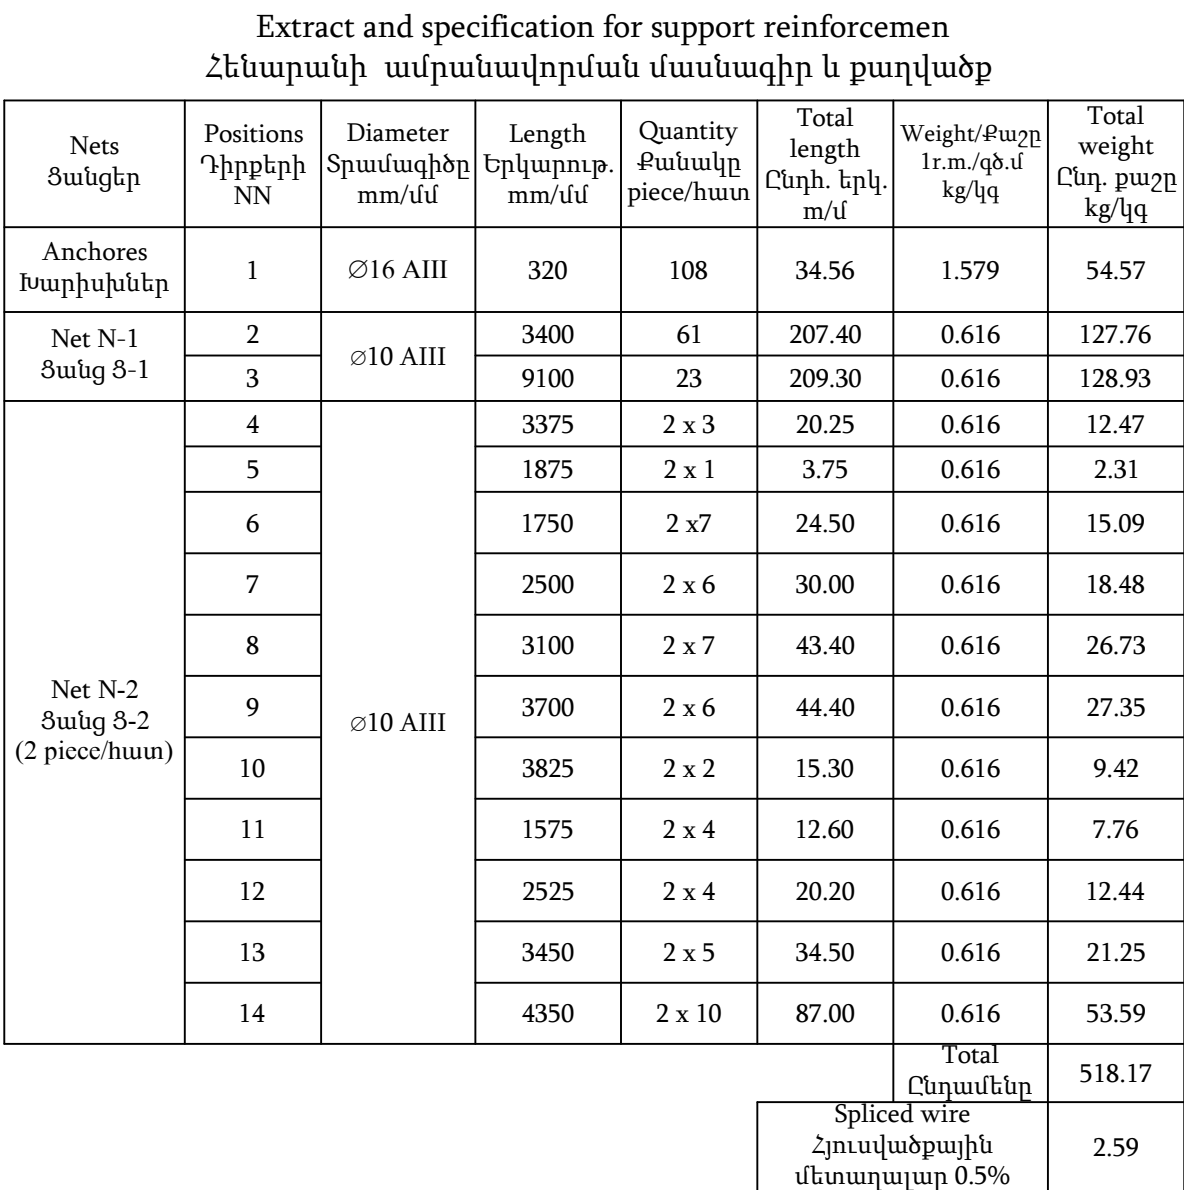 Extract and specification for support reinforcemen
Հենարանի ամրանավորման մասնագիր և քաղվածք
Nets
Ցանցեր
Positions
Դիրքերի
NN
Diameter
Տրամագիծը
mm/մմ
Length
Երկարութ.
mm/մմ
Quantity
Քանակը
piece/հատ
Total
length
Ընդհ. երկ.
m/մ
Weight/Քաշը
1r.m./գծ.մ
kg/կգ
Total
weight
Ընդ. քաշը
kg/կգ
Anchores
Խարիսխներ
1 ∅16 AIII 320 108 34.56 1.579 54.57
Net N-1
Ցանց Ց-1
∅10 AIII
2 3400 61 207.40 0.616 127.76
3 9100 23 209.30 0.616 128.93
Net N-2
Ցանց Ց-2
(2 piece/հատ)
∅10 AIII
4 3375 2 x 3 20.25 0.616 12.47
5 1875 2 x 1 3.75 0.616 2.31
6 1750 2 x7 24.50 0.616 15.09
7 2500 2 x 6 30.00 0.616 18.48
8 3100 2 x 7 43.40 0.616 26.73
9 3700 2 x 6 44.40 0.616 27.35
10 3825 2 x 2 15.30 0.616 9.42
11 1575 2 x 4 12.60 0.616 7.76
12 2525 2 x 4 20.20 0.616 12.44
13 3450 2 x 5 34.50 0.616 21.25
14 4350 2 x 10 87.00 0.616 53.59
Total
Ընդամենը
518.17
Spliced wire
Հյուսվածքային
մետաղալար 0.5%
2.59